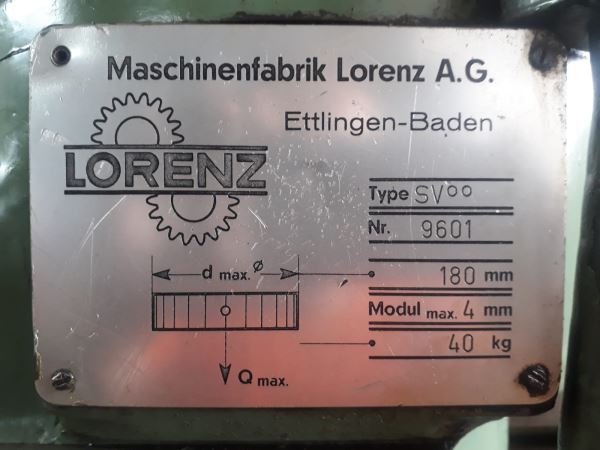 Maschinenfabrik Lorenz A.G.
Ettlingen-Baden
LORENZ
Type SV°°
Nr. 9601
d max. ø
180 mm
Modul max. 4 mm
40 kg
Q max.